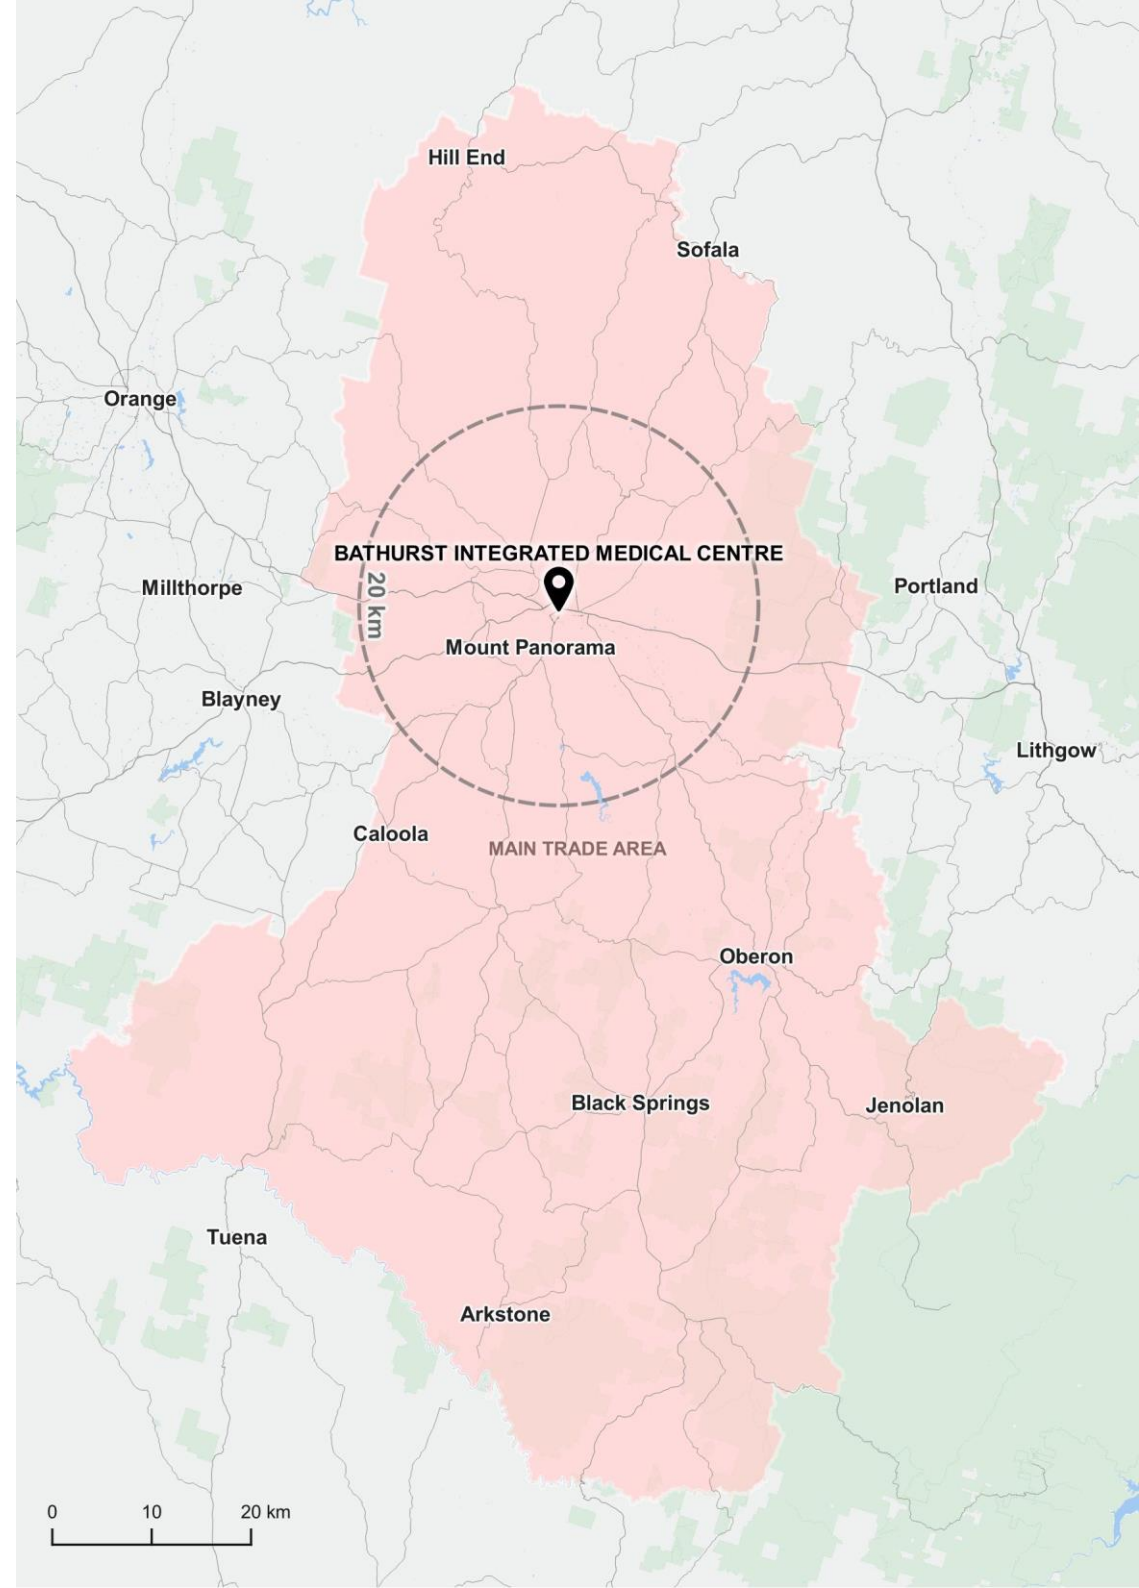 Hill End
Sofala
Orange
BATHURST INTEGRATED MEDICAL CENTRE
20 km
Millthorpe
Portland
Mount Panorama
Blayney
Lithgow
Caloola
MAIN TRADE AREA
Oberon
Black Springs
Jenolan
Tuena
Arkstone
0 10 20 km